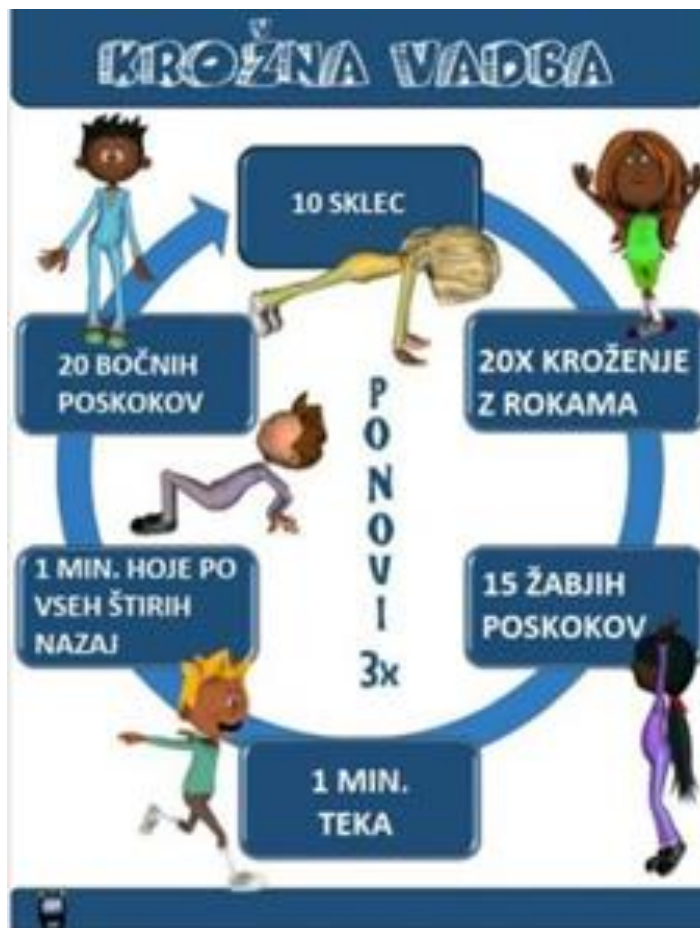 KROŽNA VADBA
10 SKLEC
20X KROŽENJE
Z ROKAMA
15 ŽABJIH
POSKOKOV
1 MIN.
TEKA
1 MIN. HOJE PO
VSEH ŠTIRIH
NAZAJ
20 BOČNIH
POSKOKOV
PONOVI
3x